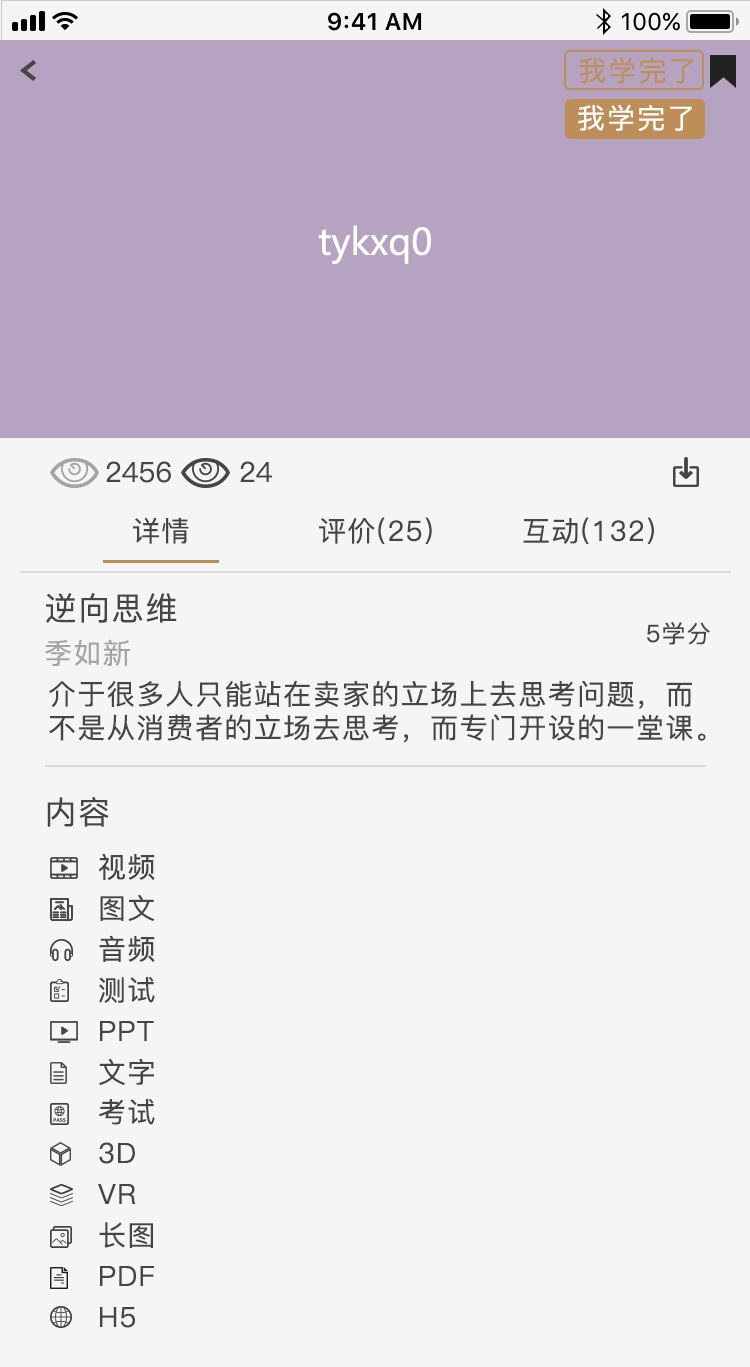 9:41 AM 100%
我学完了
我学完了
tykxq0
2456 24
详情 评价(25) 互动(132)
逆向思维
季如新
5学分
介于很多人只能站在卖家的立场上去思考问题，而
不是从消费者的立场去思考，而专门开设的一堂课。
内容
视频
图文
音频
测试
PPT
文字
PASS
考试
3D
VR
长图
PDF
H5